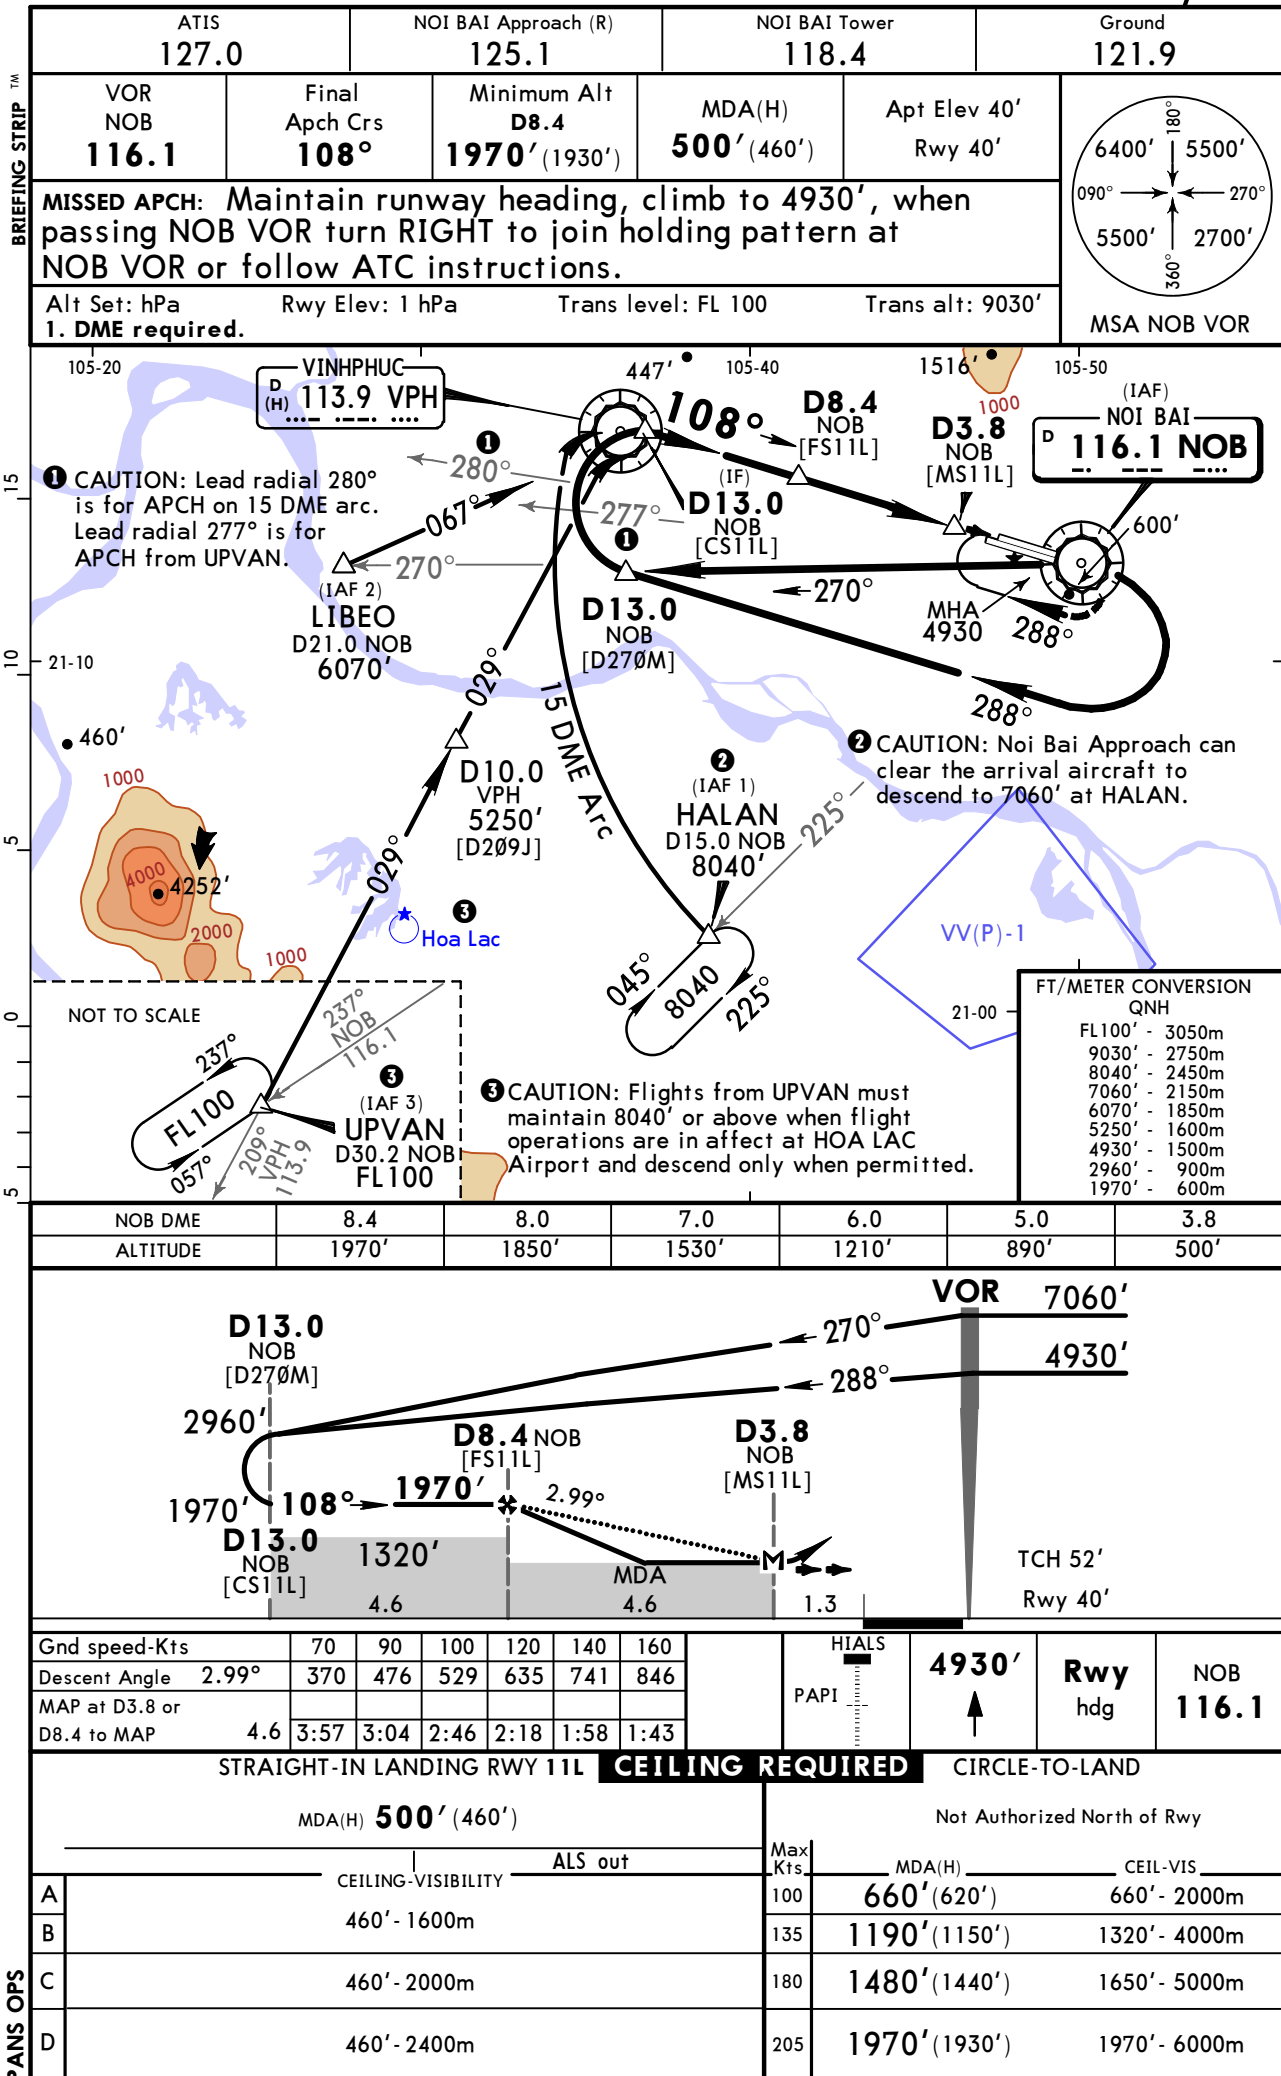 ATIS
127.0
NOI BAI Approach (R)
125.1
NOI BAI Tower
118.4
Ground
121.9
BRIEFING STRIP TM
VOR
NOB
116.1
Final
Apch Crs
108°
Minimum Alt
D8.4
1970' (1930')
MDA(H)
500' (460')
Apt Elev 40'
Rwy 40'
MISSED APCH: Maintain runway heading, climb to 4930', when
passing NOB VOR turn RIGHT to join holding pattern at
NOB VOR or follow ATC instructions.
Alt Set: hPa Rwy Elev: 1 hPa Trans level: FL 100 Trans alt: 9030'
1. DME required.
180°
6400' 5500'
090° 270°
5500' 2700'
360°
MSA NOB VOR
105-20
105-40
105-50
VINHPHUC
D
(H) 113.9 VPH
447'
1516'
1000
108°
D8.4
NOB
[FS11L]
D3.8
NOB
[MS11L]
(IAF)
NOI BAI
D 116.1 NOB
1 CAUTION: Lead radial 280°
is for APCH on 15 DME arc.
Lead radial 277° is for
APCH from UPVAN.
1
280°
067°
277°
1
270°
(IF)
D13.0
NOB
[CS11L]
600'
(IAF 2)
LIBEO
D21.0 NOB
6070'
D13.0
NOB
[D270M]
270°
MHA
4930
288°
288°
15
10
5
0
5
21-10
029°
15 DME Arc
460'
1000
4000
4252'
2000
1000
D10.0
VPH
5250'
[D209J]
029°
3
Hoa Lac
2
(IAF 1)
HALAN
D15.0 NOB
8040'
225°
2 CAUTION: Noi Bai Approach can
clear the arrival aircraft to
descend to 7060' at HALAN.
VV(P)-1
21-00
045°
8040
225°
NOT TO SCALE
237°
NOB
116.1
237°
FL100
057°
209°
VPH
113.9
3
(IAF 3)
UPVAN
D30.2 NOB
FL100
3 CAUTION: Flights from UPVAN must
maintain 8040' or above when flight
operations are in affect at HOA LAC
Airport and descend only when permitted.
FT/METER CONVERSION
QNH
FL100' - 3050m
9030' - 2750m
8040' - 2450m
7060' - 2150m
6070' - 1850m
5250' - 1600m
4930' - 1500m
2960' - 900m
1970' - 600m
NOB DME 8.4 8.0 7.0 6.0 5.0 3.8
ALTITUDE 1970' 1850' 1530' 1210' 890' 500'
VOR
7060'
270°
4930'
288°
D13.0
NOB
[D270M]
2960'
D8.4 NOB
[FS11L]
D3.8
NOB
[MS11L]
1970'
108°
1970'
2.99°
D13.0
NOB
[CS11L]
1320'
MDA
M
4.6
4.6
1.3
TCH 52'
Rwy 40'
Gnd speed-Kts 70 90 100 120 140 160
Descent Angle 2.99° 370 476 529 635 741 846
MAP at D3.8 or
D8.4 to MAP 4.6 3:57 3:04 2:46 2:18 1:58 1:43
HIALS
PAPI
4930'
Rwy
hdg
NOB
116.1
STRAIGHT-IN LANDING RWY 11L CEILING REQUIRED CIRCLE-TO-LAND
MDA(H) 500' (460')
ALS out
CEILING-VISIBILITY
Not Authorized North of Rwy
Max
Kts MDA(H) CEIL-VIS
A
B
460'-1600m
C 460'-2000m
D 460'-2400m
100 660' (620') 660'-2000m
135 1190' (1150') 1320'-4000m
180 1480' (1440') 1650'-5000m
205 1970' (1930') 1970'-6000m
PANS OPS